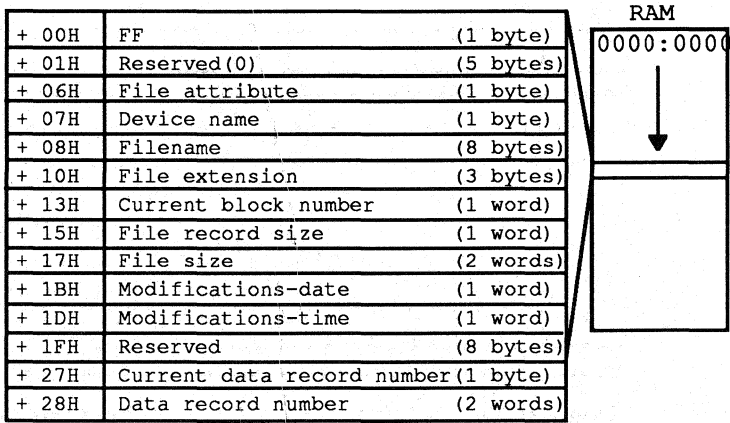 RAM
0000:0000
+ 00H FF (1 byte)
+ 01H Reserved(0) (5 bytes)
+ 06H File attribute (1 byte)
+ 07H Device name (1 byte)
+ 08H Filename (8 bytes)
+ 10H File extension (3 bytes)
+ 13H Current block number (1 word)
+ 15H File record size (1 word)
+ 17H File size (2 words)
+ 1BH Modifications-date (1 word)
+ 1DH Modifications-time (1 word)
+ 1FH Reserved (8 bytes)
+ 27H Current data record number (1 byte)
+ 28H Data record number (2 words)